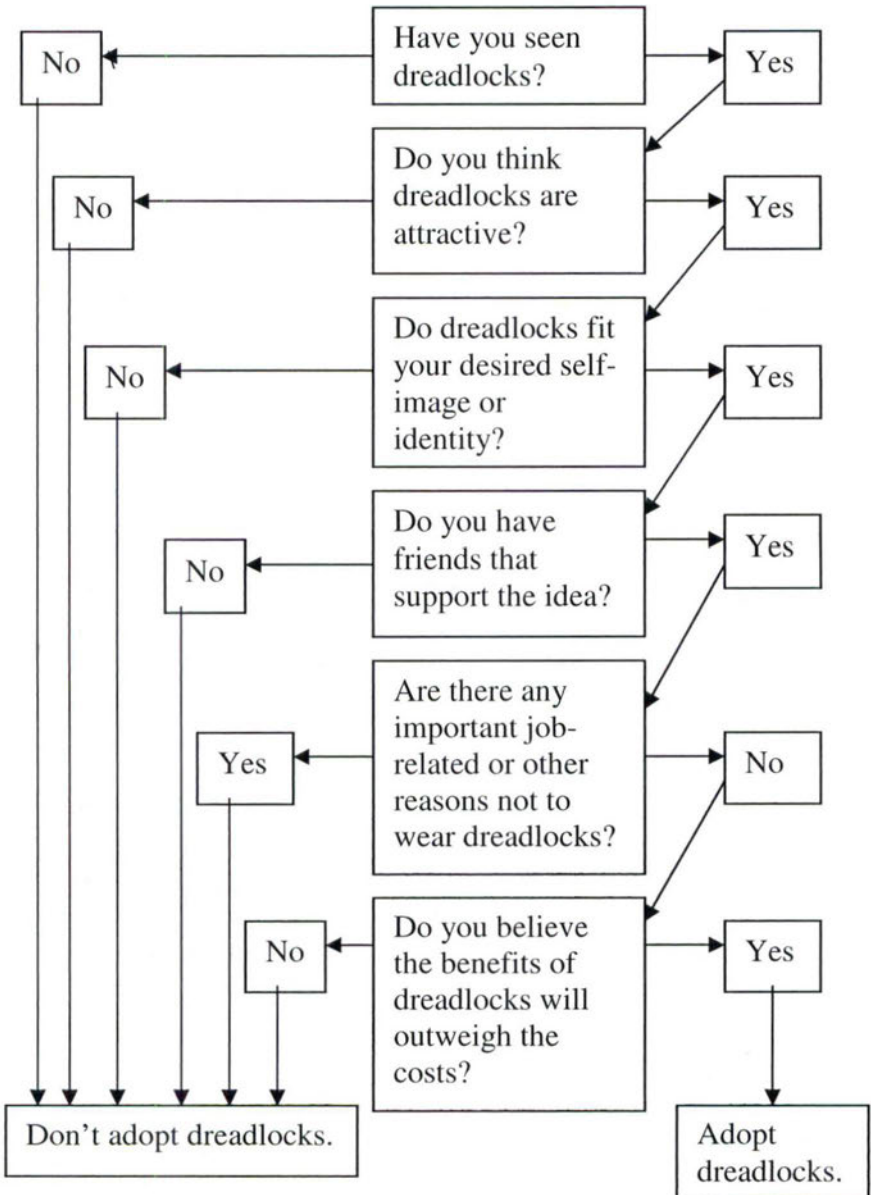 No
Have you seen
dreadlocks?
Yes
No
Do you think
dreadlocks are
attractive?
Yes
No
Do dreadlocks fit
your desired self-
image or
identity?
Yes
No
Do you have
friends that
support the idea?
Yes
Yes
Are there any
important job-
related or other
reasons not to
wear dreadlocks?
No
No
Do you believe
the benefits of
dreadlocks will
outweigh the
costs?
Yes
Don't adopt dreadlocks.
Adopt
dreadlocks.